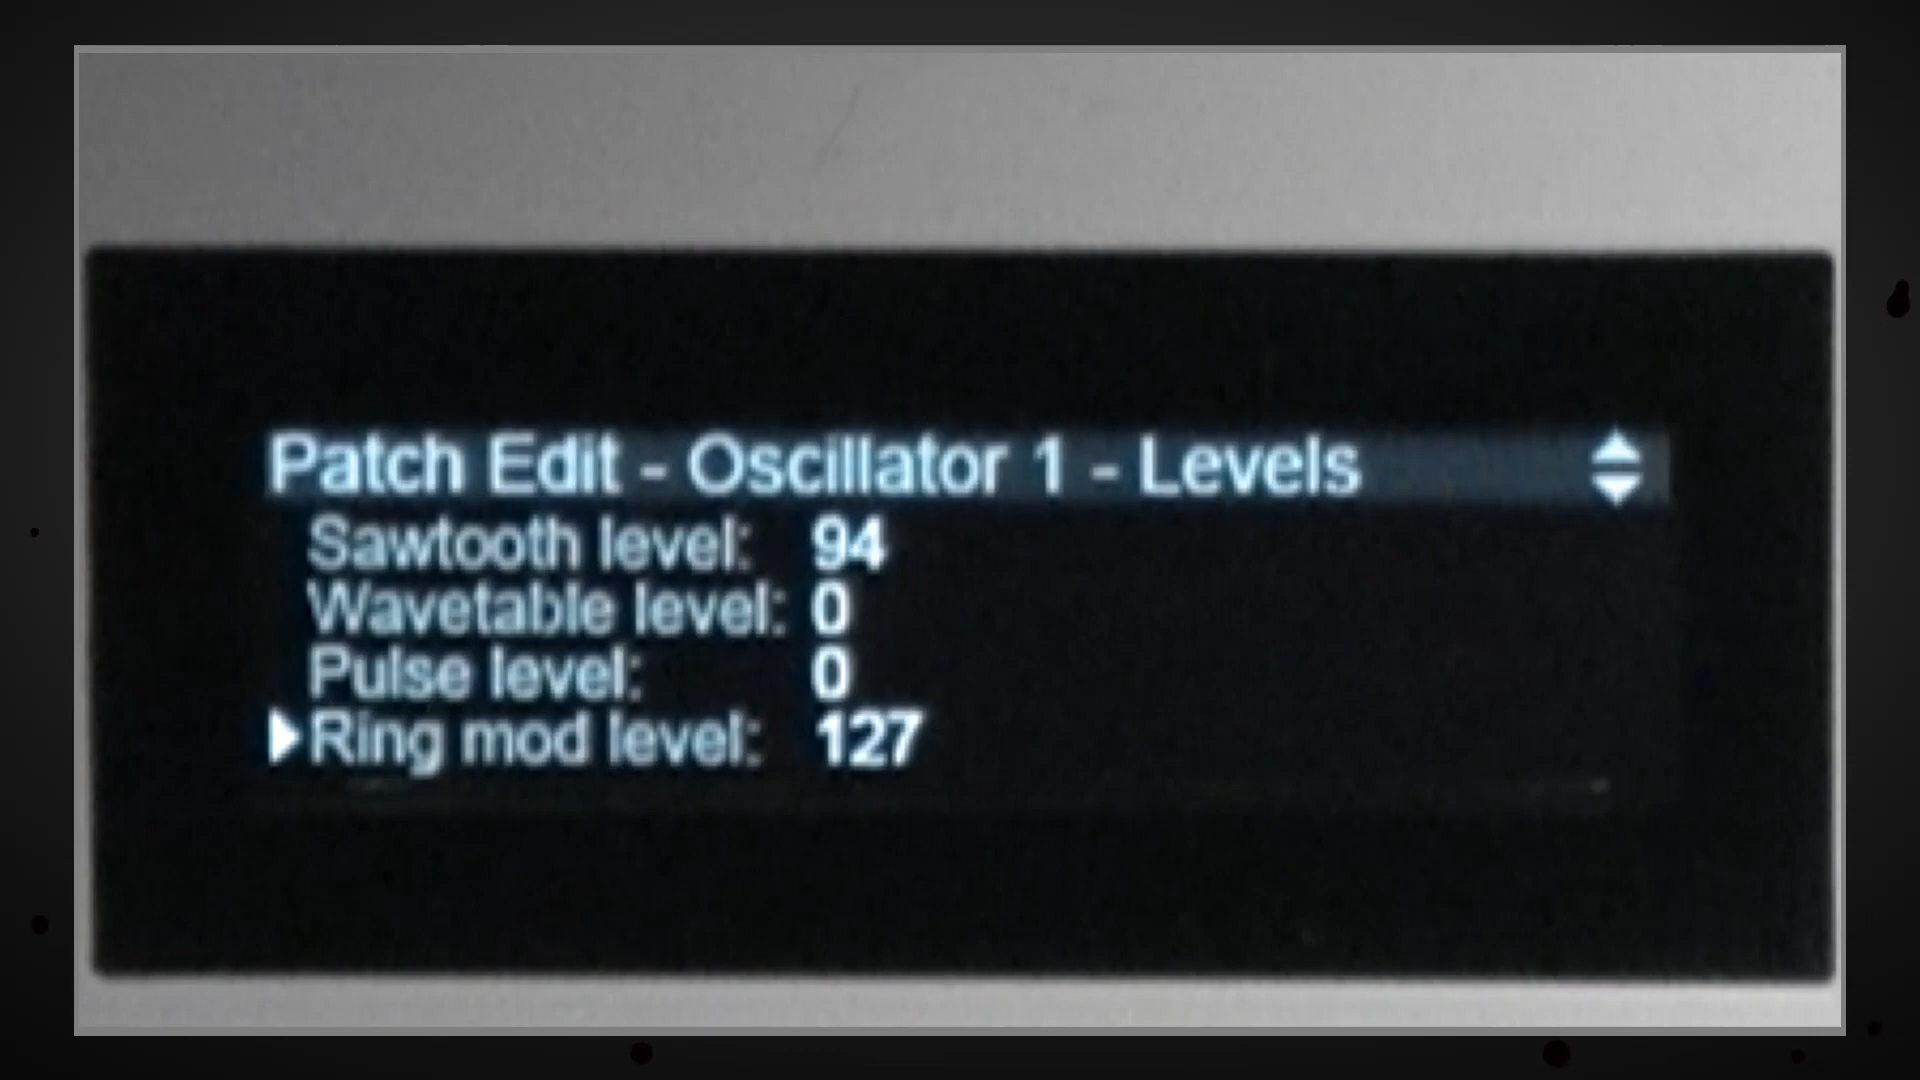 Patch Edit - Oscillator 1 - Levels
Sawtooth level: 94
Wavetable level: 0
Pulse level: 0
Ring mod level: 127